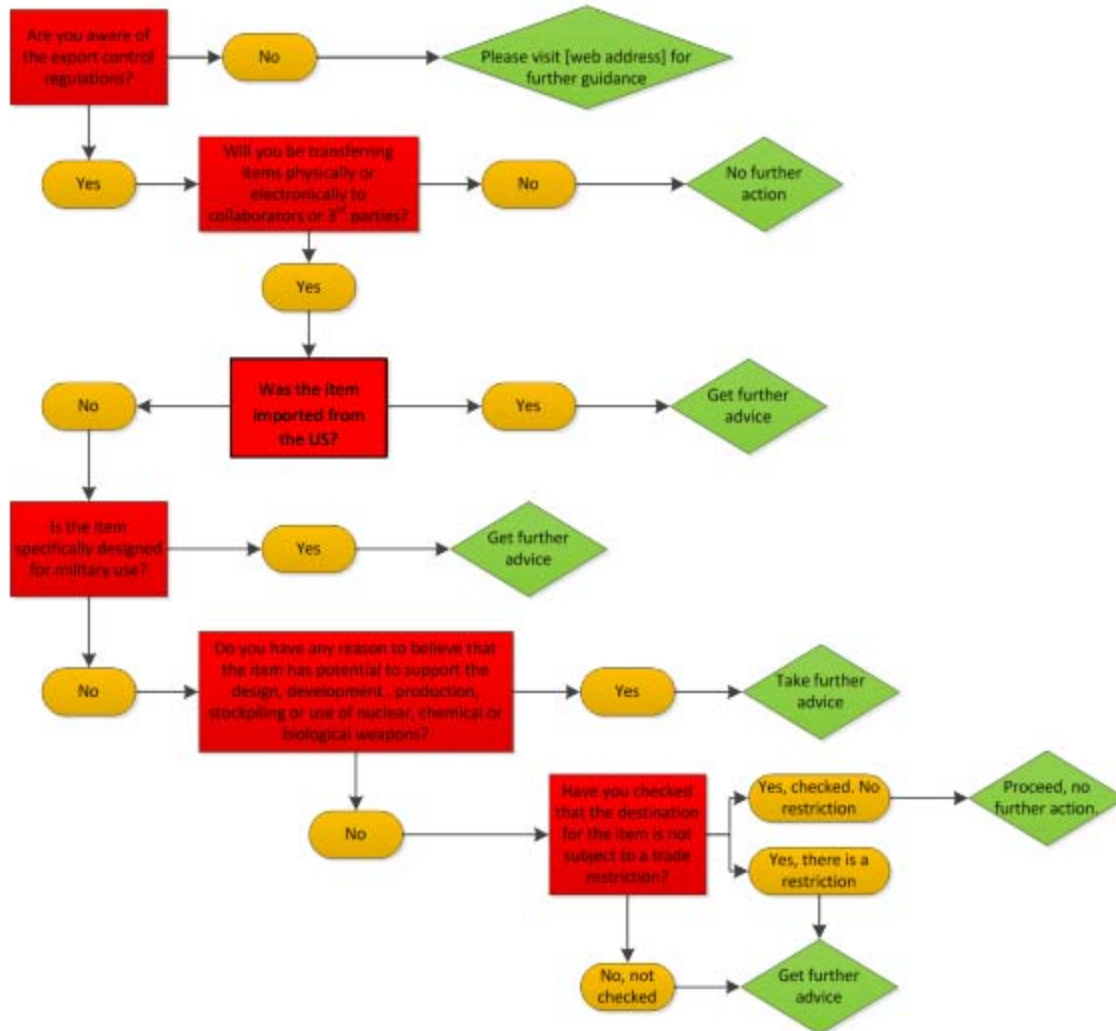 Are you aware of
the export control
regulations?
No
Please visit [web address] for
further guidance
Yes
Will you be transferring
items physically or
electronically to
collaborators or 3rd parties?
No
No further
action
Yes
No
Was the item
imported from
the US?
Yes
Get further
advice
Is the item
specifically designed
for military use?
Yes
Get further
advice
No
Do you have any reason to believe that
the item has potential to support the
design, development , production,
stockpiling or use of nuclear, chemical or
biological weapons?
Yes
Take further
advice
No
Have you checked
that the destination
for the item is not
subject to a trade
restriction?
Yes, checked. No
restriction
Proceed, no
further action,
Yes, there is a
restriction
No, not
checked
Get further
advice